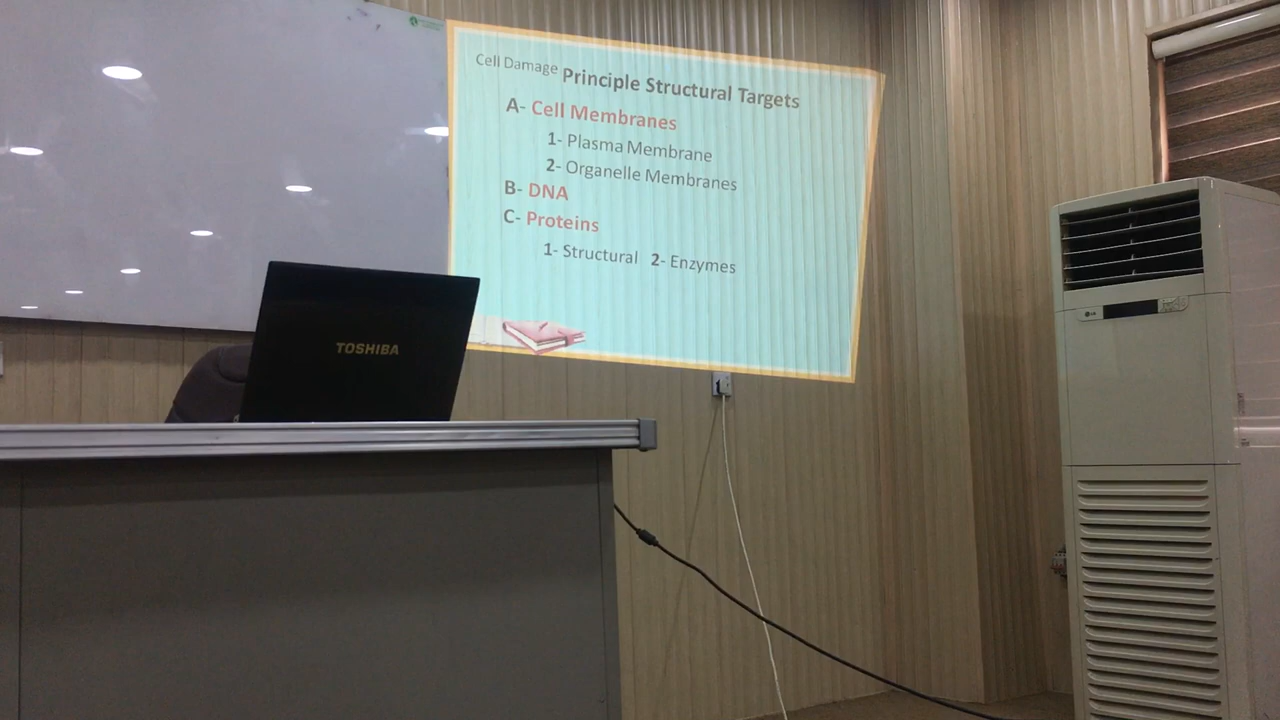 Cell Damage Principle Structural Targets
A- Cell Membranes
1- Plasma Membrane
2- Organelle Membranes
B- DNA
C- Proteins
1- Structural 2- Enzymes
TOSHIBA
LG